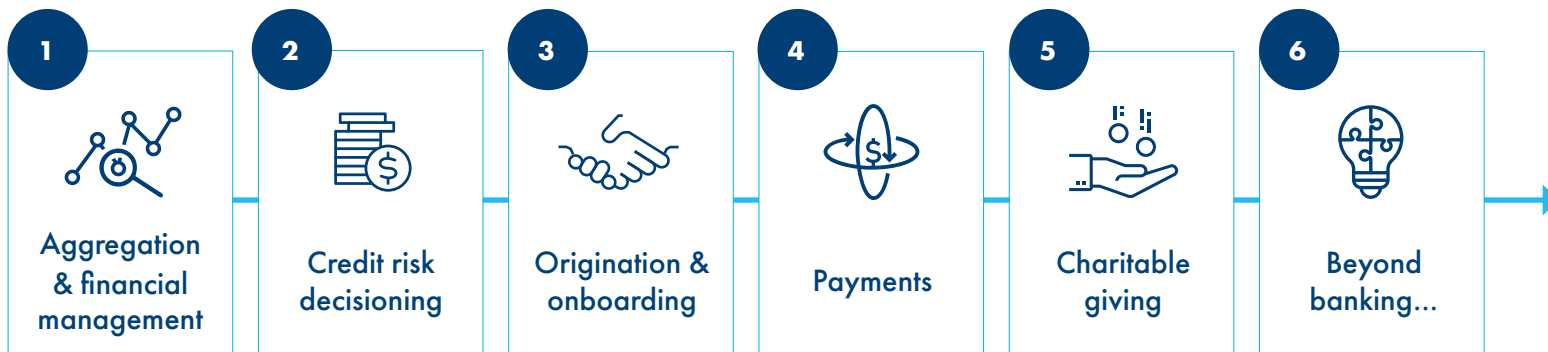 1
Aggregation
& financial
management
2
$
Credit risk
decisioning
3
Origination &
onboarding
4
$
Payments
5
Charitable
giving
6
Beyond
banking...